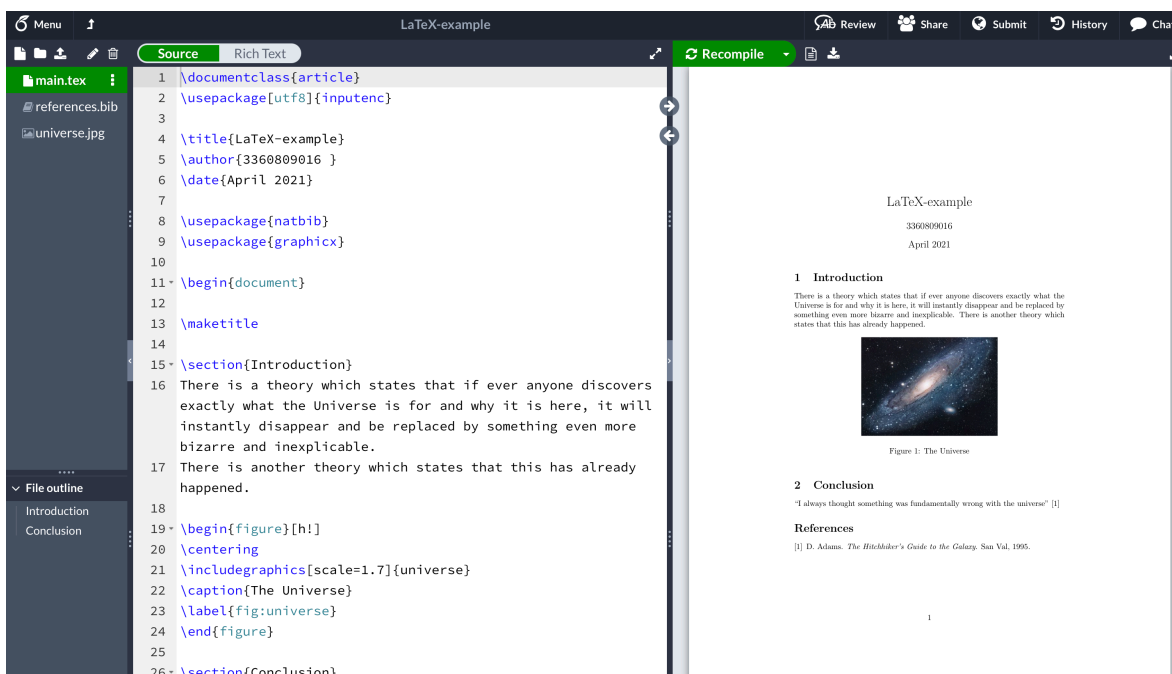 Menu
LaTeX-example
Review
Share
Submit
History
Cha
Source
Rich Text
Recompile
main.tex
references.bib
universe.jpg
File outline
Introduction
Conclusion
1 \documentclass{article}
2 \usepackage[utf8]{inputenc}
3
4 \title{LaTeX-example}
5 \author{3360809016 }
6 \date{April 2021}
7
8 \usepackage{natbib}
9 \usepackage{graphicx}
10
11 \begin{document}
12
13 \maketitle
14
15 \section{Introduction}
16 There is a theory which states that if ever anyone discovers
exactly what the Universe is for and why it is here, it will
instantly disappear and be replaced by something even more
bizarre and inexplicable.
17 There is another theory which states that this has already
happened.
18
19 \begin{figure}[h!]
20 \centering
21 \includegraphics[scale=1.7]{universe}
22 \caption{The Universe}
23 \label{fig:universe}
24 \end{figure}
25
26 \section{Conclusion}
LaTeX-example
3360809016
April 2021
1 Introduction
There is a theory which states that if ever anyone discovers exactly what the
Universe is for and why it is here, it will instantly disappear and be replaced by
something even more bizarre and inexplicable. There is another theory which
states that this has already happened.
Figure 1: The Universe
2 Conclusion
“I always thought something was fundamentally wrong with the universe” [1]
References
[1] D. Adams. The Hitchhiker’s Guide to the Galaxy. San Val, 1995.
1